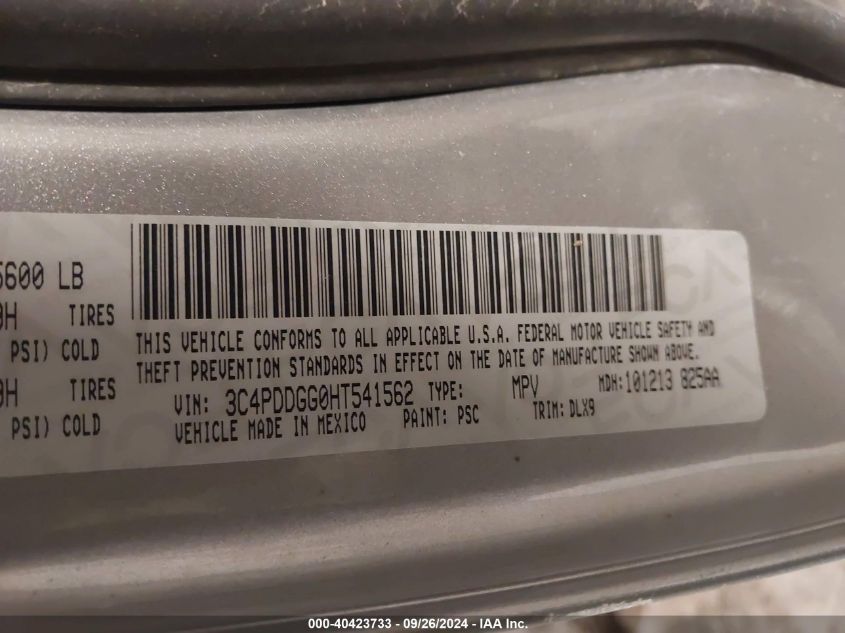 5600 LB
TIRES
PSI) COLD
TIRES
PSI) COLD
THIS VEHICLE CONFORMS TO ALL APPLICABLE U.S.A. FEDERAL MOTOR VEHICLE SAFETY AND
THEFT PREVENTION STANDARDS IN EFFECT ON THE DATE OF MANUFACTURE SHOWN ABOVE.
VIN: 3C4PDDGG0HT541562 TYPE: MPV MDH:101213 825AA
VEHICLE MADE IN MEXICO PAINT: PSC TRIM: DLX9
000-40423733 - 09/26/2024 - IAA Inc.